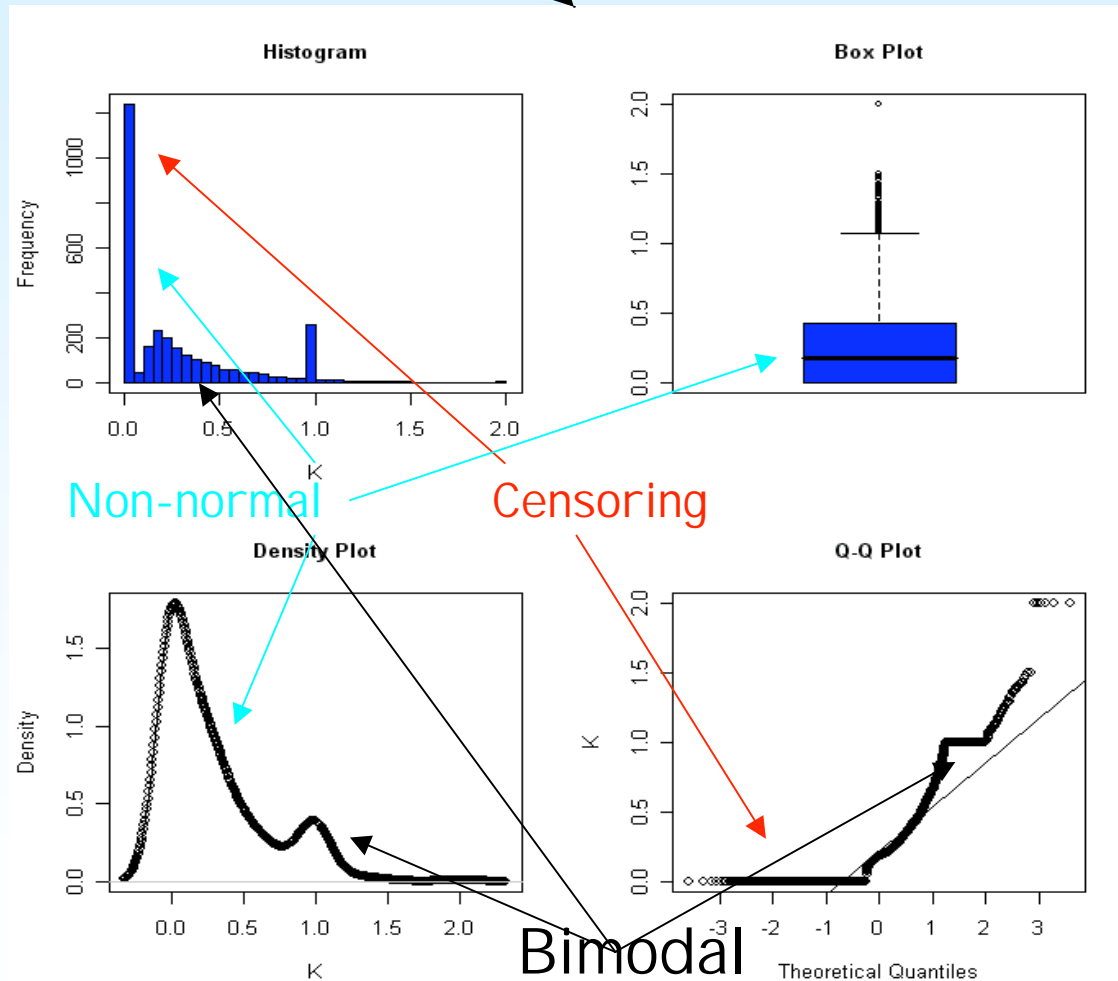 Histogram
Frequency
0 200 600 1000
0.0 0.5 1.0 1.5 2.0
K
Box Plot
0.0 0.5 1.0 1.5 2.0
Non-normal
Censoring
Density Plot
Density
0.0 0.5 1.0 1.5
0.0 0.5 1.0 1.5 2.0
K
Q-Q Plot
K
0.0 0.5 1.0 1.5 2.0
-3 -2 -1 0 1 2 3
Theoretical Quantiles
Bimodal